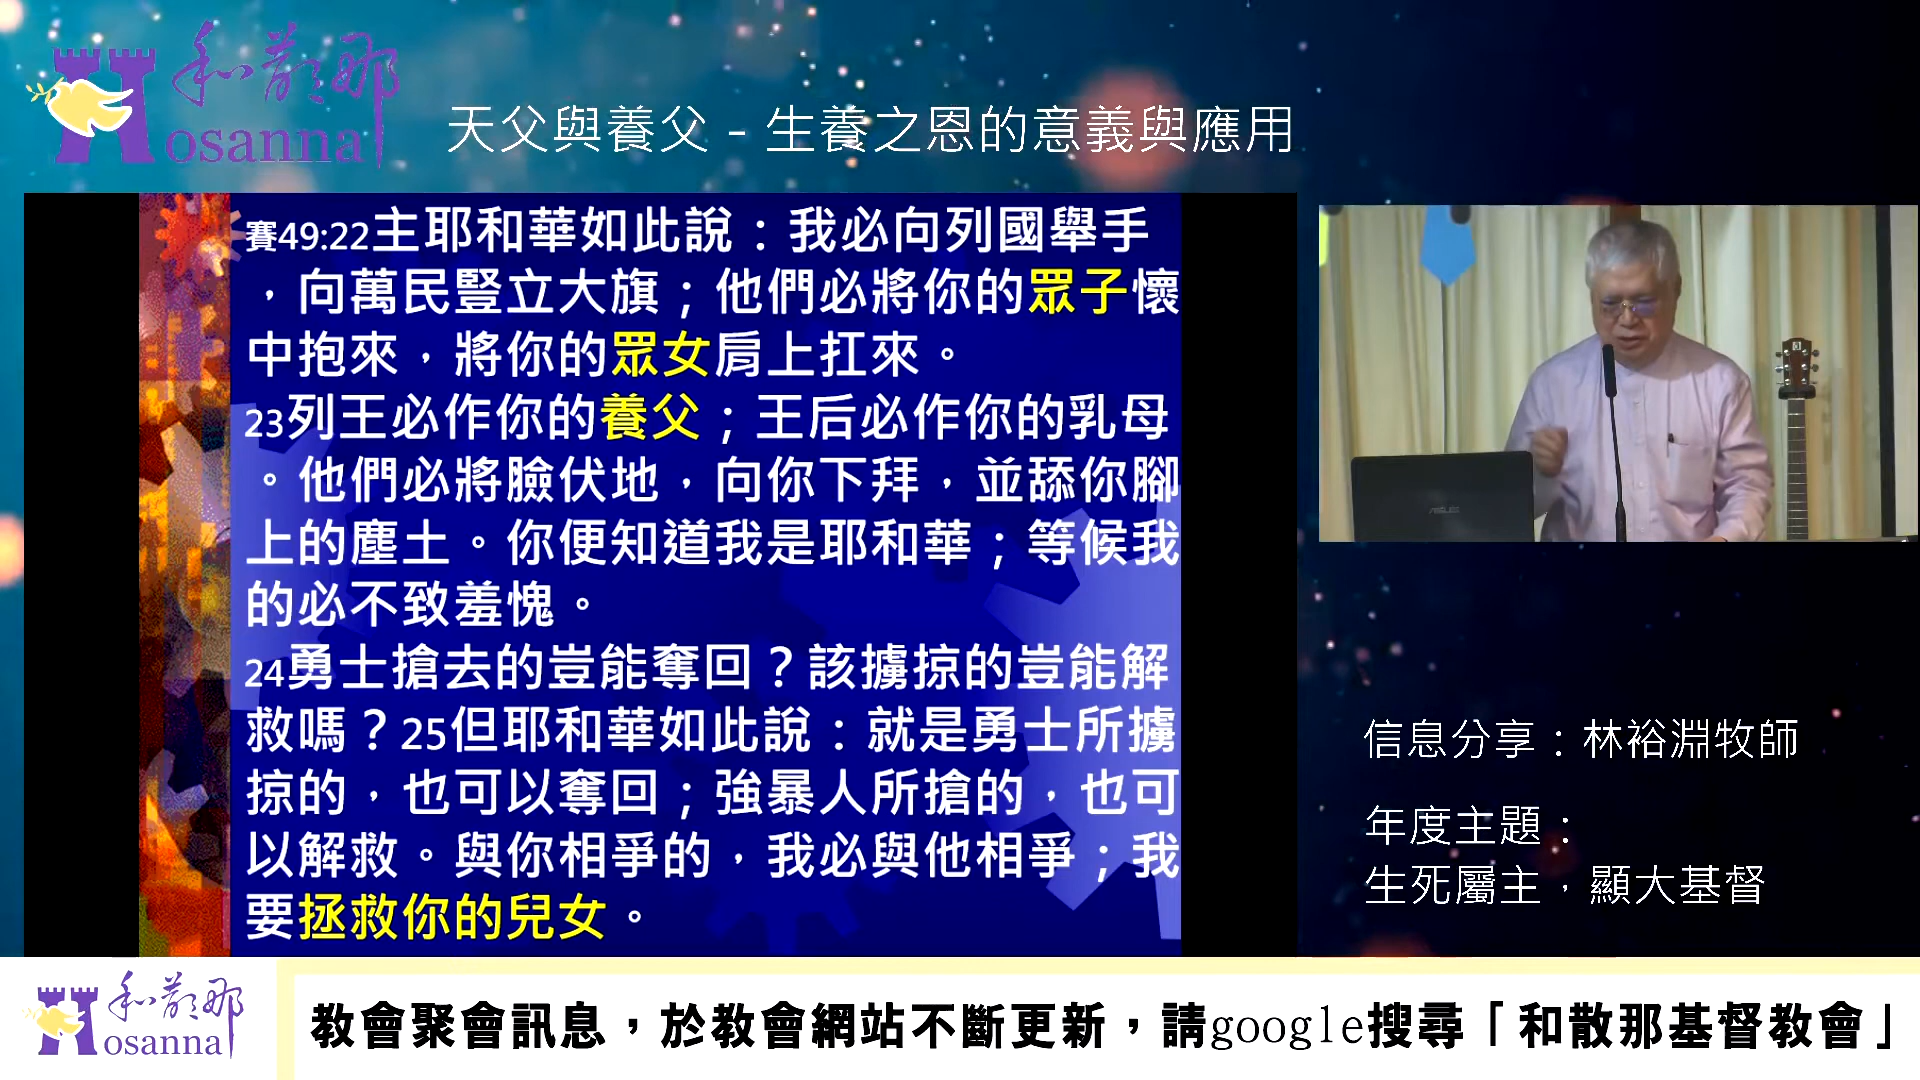 和散那
Hosanna
天父與養父 - 生養之恩的意義與應用
賽49:22主耶和華如此說：我必向列國舉手
，向萬民豎立大旗；他們必將你的眾子懷
中抱來，將你的眾女肩上扛來。
23列王必作你的養父；王后必作你的乳母
。他們必將臉伏地，向你下拜，並舔你腳
上的塵土。你便知道我是耶和華；等候我
的必不致羞愧。
24勇士搶去的豈能奪回？該擄掠的豈能解
救嗎？25但耶和華如此說：就是勇士所擄
掠的，也可以奪回；強暴人所搶的，也可
以解救。與你相爭的，我必與他相爭；我
要拯救你的兒女。
ASUS
信息分享：林裕淵牧師
年度主題：
生死屬主，顯大基督
和散那
Hosanna
教會聚會訊息，於教會網站不斷更新，請google搜尋「和散那基督教會」